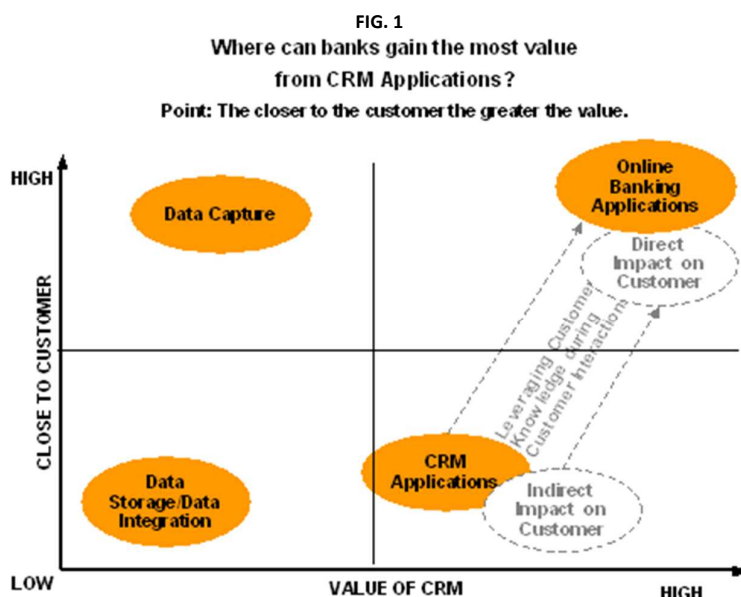 FIG. 1
Where can banks gain the most value
from CRM Applications?
Point: The closer to the customer the greater the value.
HIGH
Online
Banking
Applications
Data Capture
Direct
Impact on
Customer
CLOSE TO CUSTOMER
Leveraging Customer
Knowledge during
Customer Interactions
CRM
Applications
Data
Storage/Data
Integration
Indirect
Impact on
Customer
LOW
VALUE OF CRM
HIGH